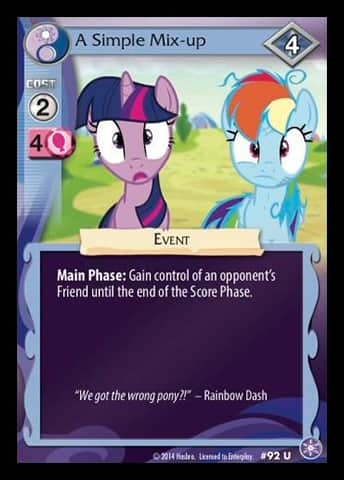 A Simple Mix-up
4
COST
2
4
EVENT
Main Phase: Gain control of an opponent's
Friend until the end of the Score Phase.
"We got the wrong pony?!" – Rainbow Dash
© 2014 Hasbro. Licensed to Enterplay. #92 U